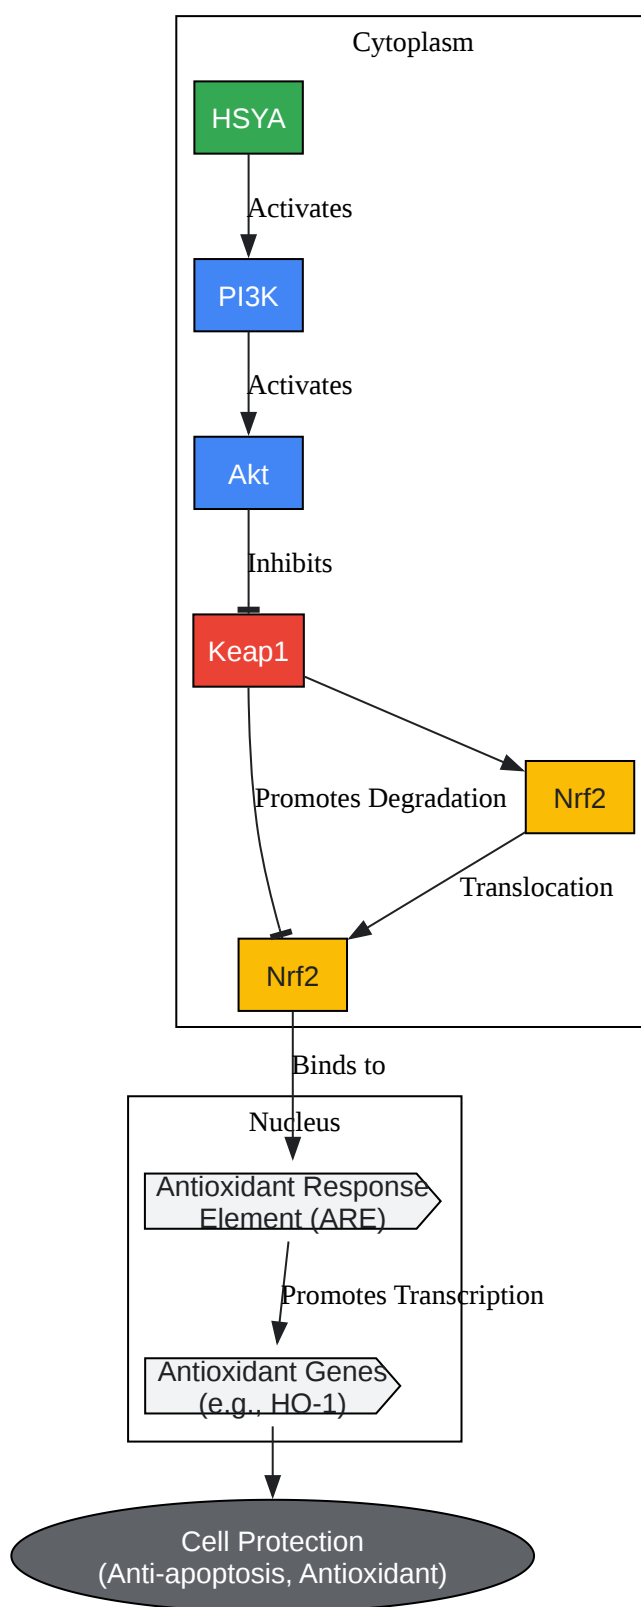 Cytoplasm
HSYA
Activates
PI3K
Activates
Akt
Inhibits
Keap1
Promotes Degradation
Nrf2
Translocation
Nrf2
Binds to
Nucleus
Antioxidant Response
Element (ARE)
Promotes Transcription
Antioxidant Genes
(e.g., HO-1)
Cell Protection
(Anti-apoptosis, Antioxidant)